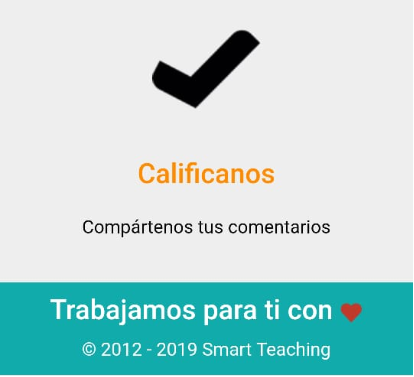 Calificanos
Compártenos tus comentarios
Trabajamos para ti con ❤
© 2012 - 2019 Smart Teaching